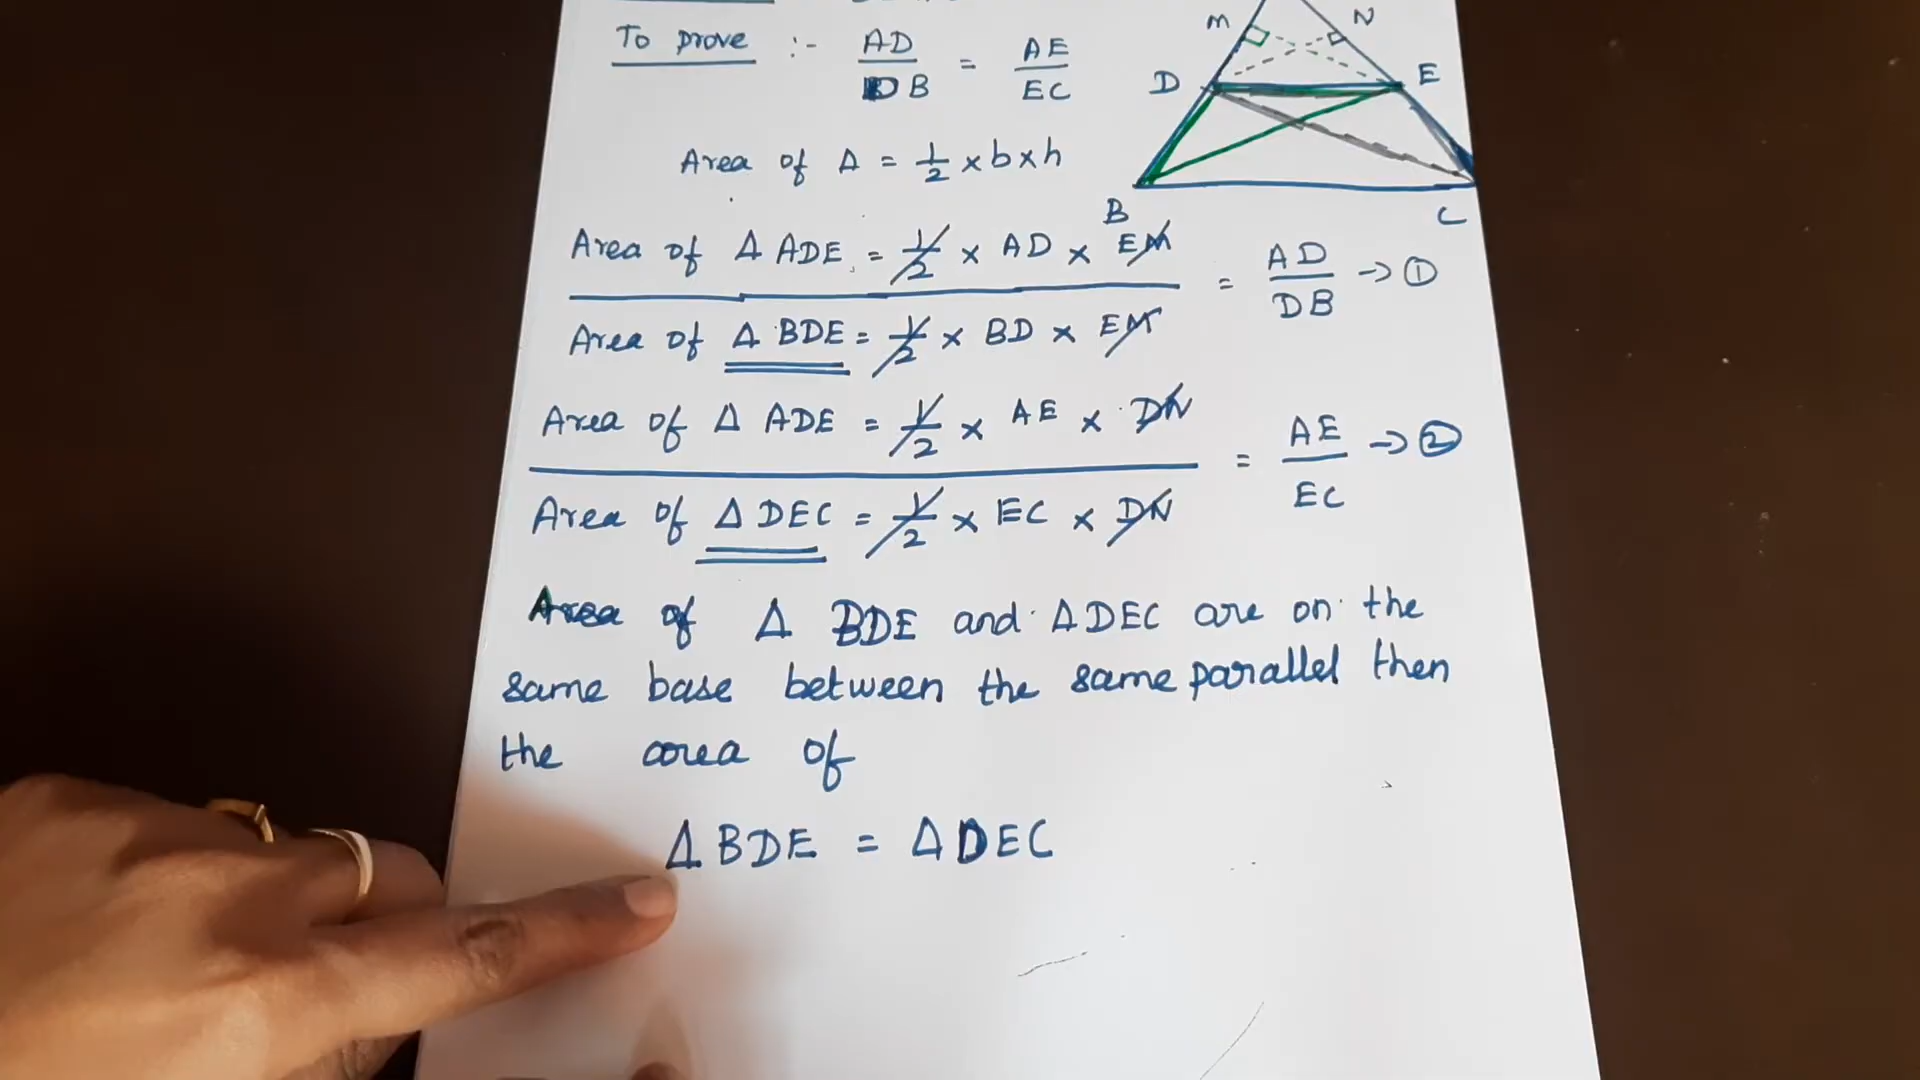 To prove :- AD/DB = AE/EC
M
N
D
E
Area of Δ = 1/2 × b × h
B
C
Area of Δ ADE = 1/2 × AD × EM
Area of Δ BDE = 1/2 × BD × EM
= AD/DB → ①
Area of Δ ADE = 1/2 × AE × DN
Area of Δ DEC = 1/2 × EC × DN
= AE/EC → ②
Area of Δ BDE and Δ DEC are on the
same base between the same parallel then
the area of
Δ BDE = Δ DEC